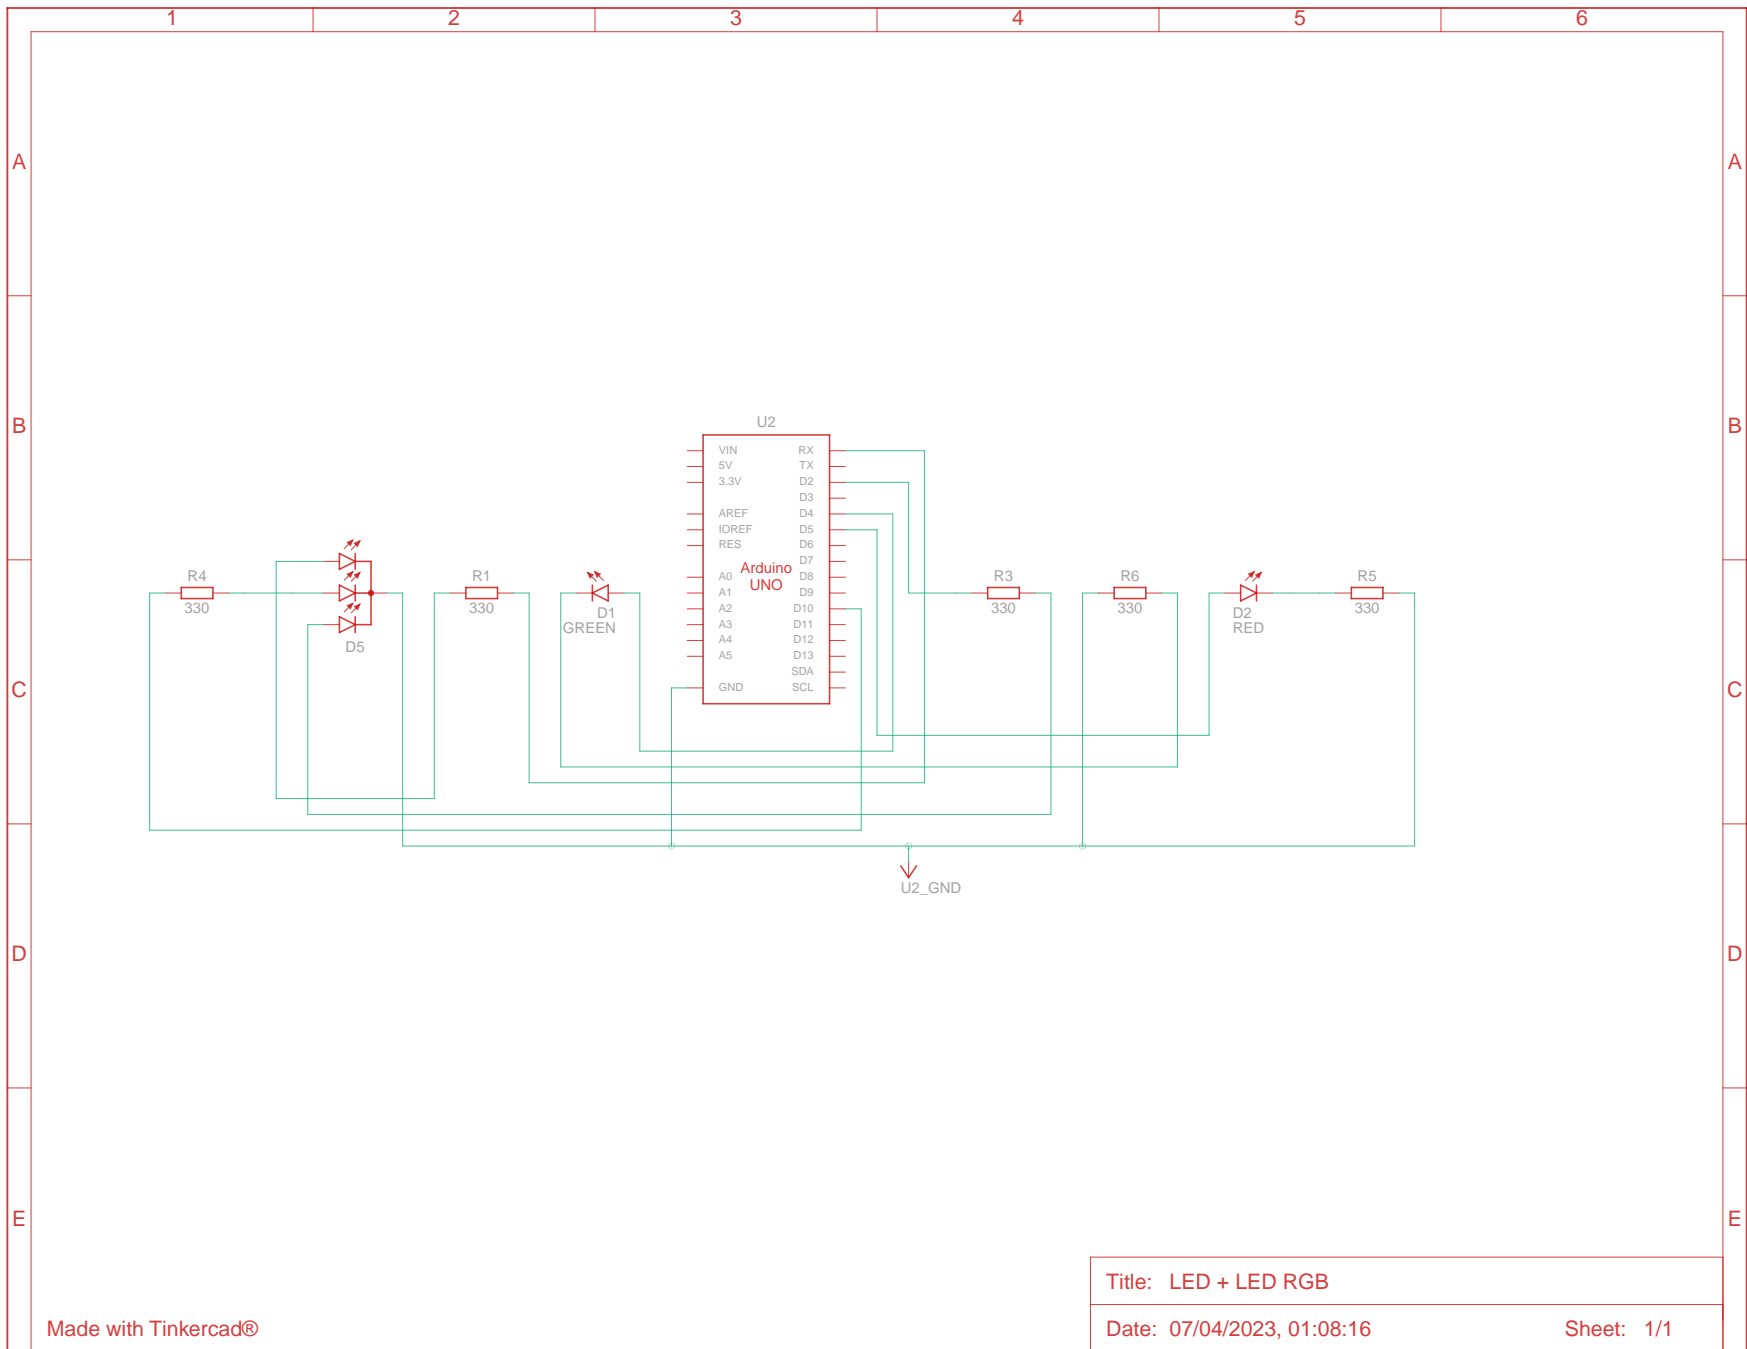 1 2 3 4 5 6
A A
B B
U2
VIN RX
5V TX
3.3V D2
D3
AREF D4
IOREF D5
RES D6
D7
Arduino
UNO
A0 D8
A1 D9
A2 D10
A3 D11
A4 D12
A5 D13
SDA
GND SCL
R4
330
D5
R1
330
D1
GREEN
R3
330
R6
330
D2
RED
R5
330
C C
U2_GND
D D
E E
Title: LED + LED RGB
Made with Tinkercad®
Date: 07/04/2023, 01:08:16 Sheet: 1/1